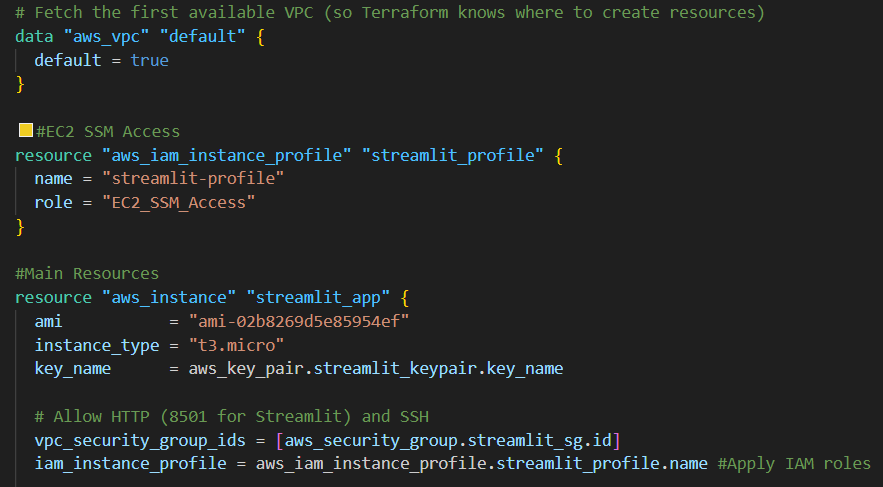 # Fetch the first available VPC (so Terraform knows where to create resources)
data "aws_vpc" "default" {
  default = true
}

#EC2 SSM Access
resource "aws_iam_instance_profile" "streamlit_profile" {
  name = "streamlit-profile"
  role = "EC2_SSM_Access"
}

#Main Resources
resource "aws_instance" "streamlit_app" {
  ami           = "ami-02b8269d5e85954ef"
  instance_type = "t3.micro"
  key_name      = aws_key_pair.streamlit_keypair.key_name

  # Allow HTTP (8501 for Streamlit) and SSH
  vpc_security_group_ids = [aws_security_group.streamlit_sg.id]
  iam_instance_profile = aws_iam_instance_profile.streamlit_profile.name #Apply IAM roles